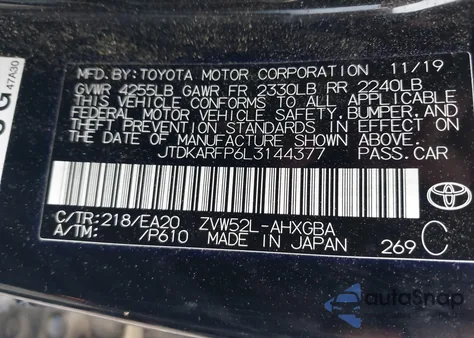 MFD. BY: TOYOTA MOTOR CORPORATION 11/19
GVWR 4255LB GAWR FR 2330LB RR 2240LB
THIS VEHICLE CONFORMS TO ALL APPLICABLE
FEDERAL MOTOR VEHICLE SAFETY, BUMPER, AND
THEFT PREVENTION STANDARDS IN EFFECT ON
THE DATE OF MANUFACTURE SHOWN ABOVE.
JTDKARFP6L3144377 PASS. CAR
C/TR: 218/EA20 ZVW52L-AHXGBA
A/TM: /P610 MADE IN JAPAN 269 C
TOYOTA
47A30
G
autoSnap